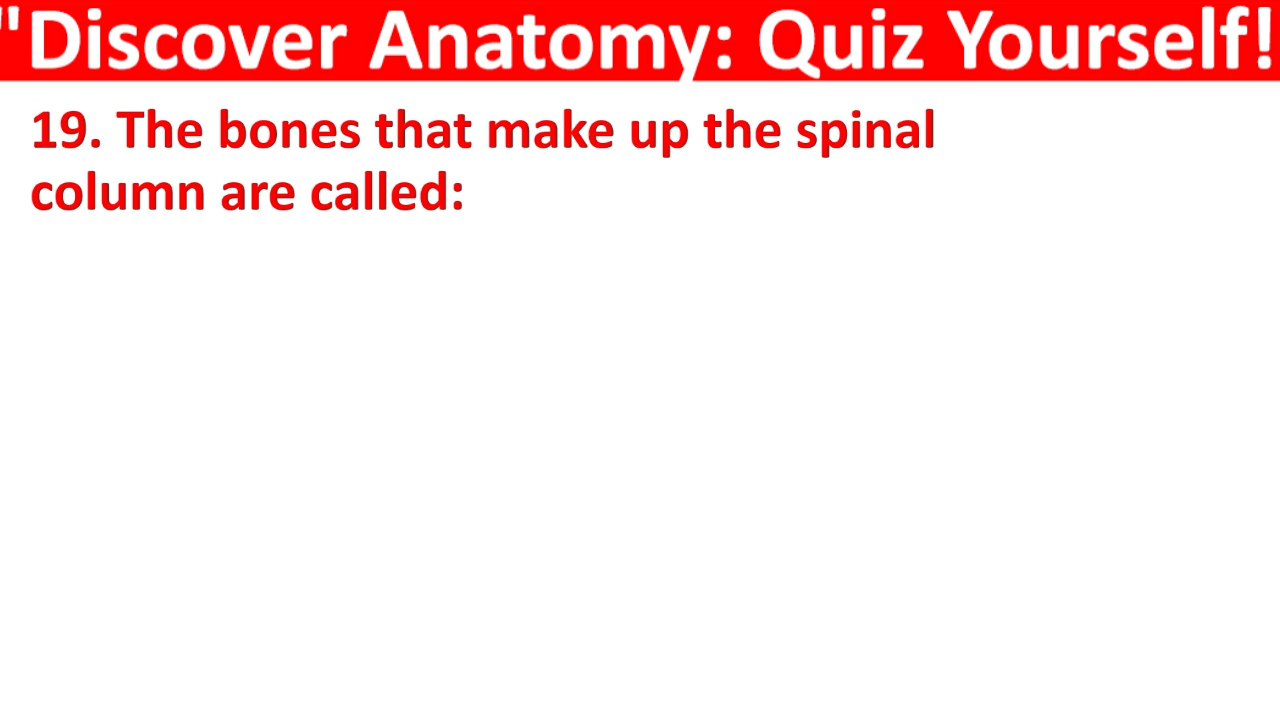 "Discover Anatomy: Quiz Yourself!
19. The bones that make up the spinal
column are called: